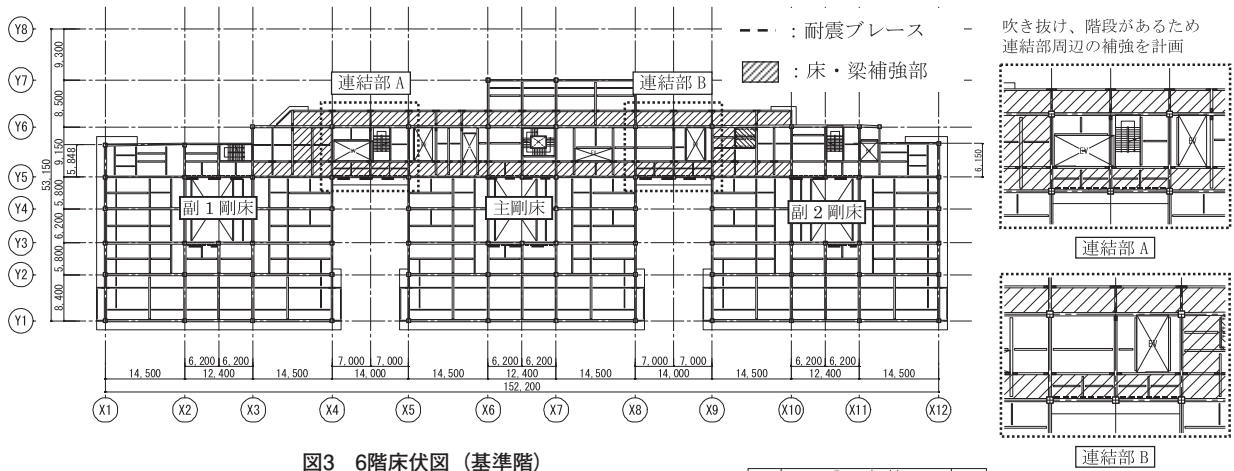 Y8
Y7
Y6
Y5
Y4
Y3
Y2
Y1
9,300
8,500
9,150
5,848
53,150
5,800
6,200
5,800
8,400
6,150
連結部 A
連結部 B
--- : 耐震ブレース
: 床・梁補強部
副1剛床
主剛床
副2剛床
6,200 6,200 7,000 7,000 6,200 6,200 7,000 7,000 6,200 6,200
14,500 12,400 14,500 14,000 14,500 12,400 14,500 14,000 14,500 12,400 14,500
152,200
X1 X2 X3 X4 X5 X6 X7 X8 X9 X10 X11 X12
図3 6階床伏図（基準階）
吹き抜け、階段があるため
連結部周辺の補強を計画
EV
連結部 A
EV
連結部 B